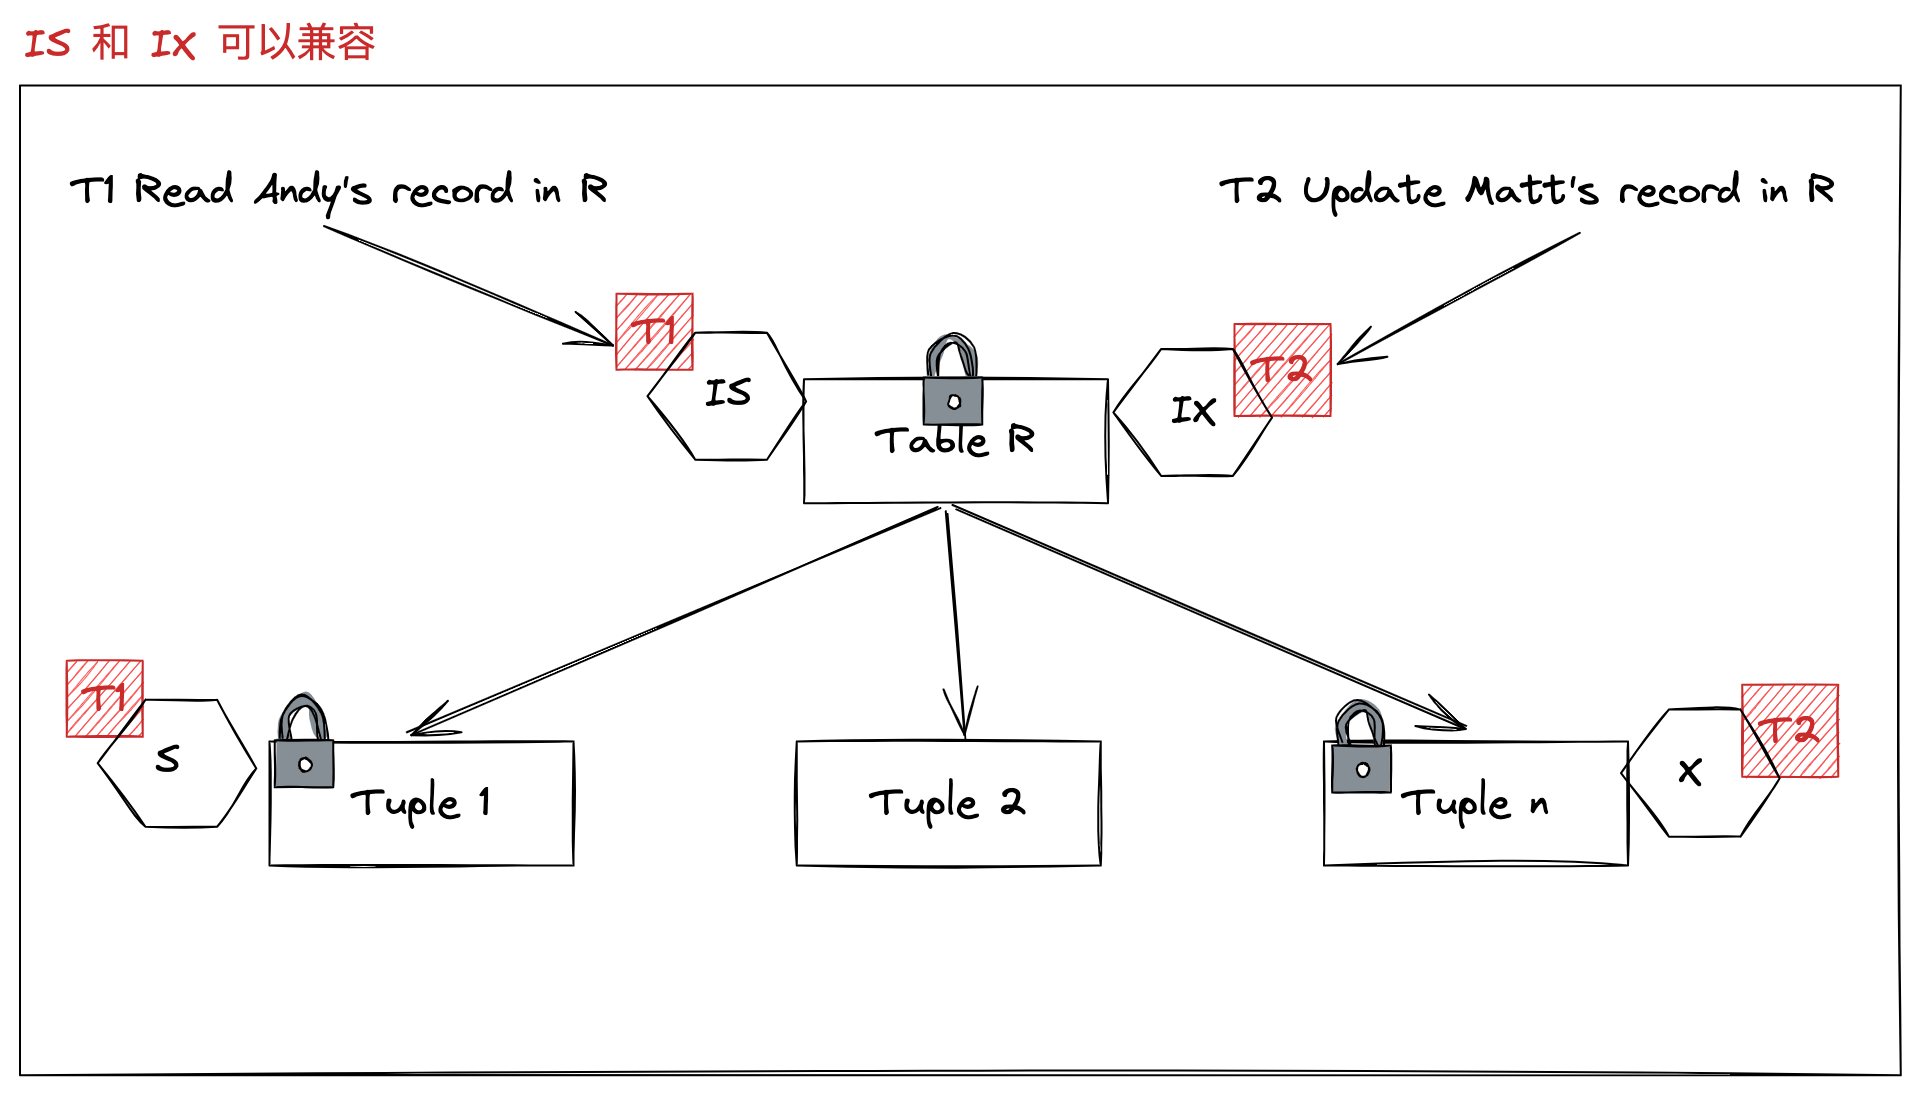 IS 和 IX 可以兼容
T1 Read Andy's record in R
T2 Update Matt's record in R
T1
IS
Table R
IX
T2
T1
S
Tuple 1
Tuple 2
Tuple n
X
T2